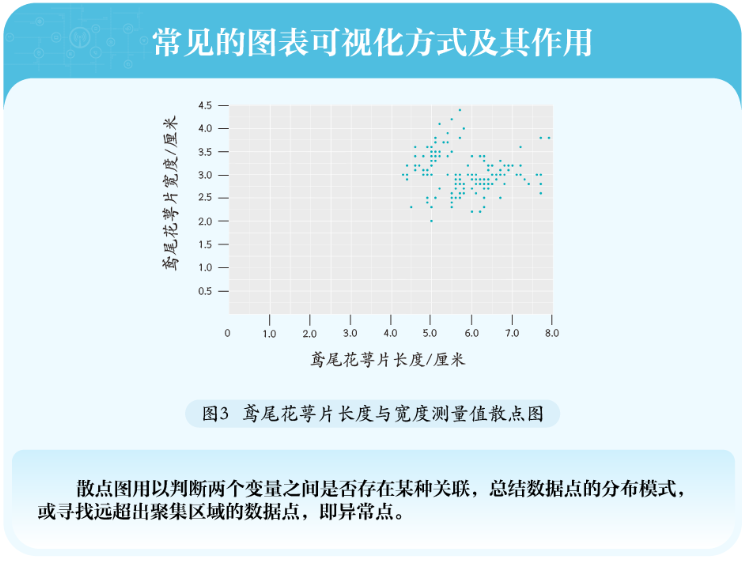 常见的图表可视化方式及其作用
鸢尾花萼片宽度/厘米
4.5
4.0
3.5
3.0
2.5
2.0
1.5
1.0
0.5
0 1.0 2.0 3.0 4.0 5.0 6.0 7.0 8.0
鸢尾花萼片长度/厘米
图3 鸢尾花萼片长度与宽度测量值散点图
散点图用以判断两个变量之间是否存在某种关联，总结数据点的分布模式，
或寻找远超出聚集区域的数据点，即异常点。